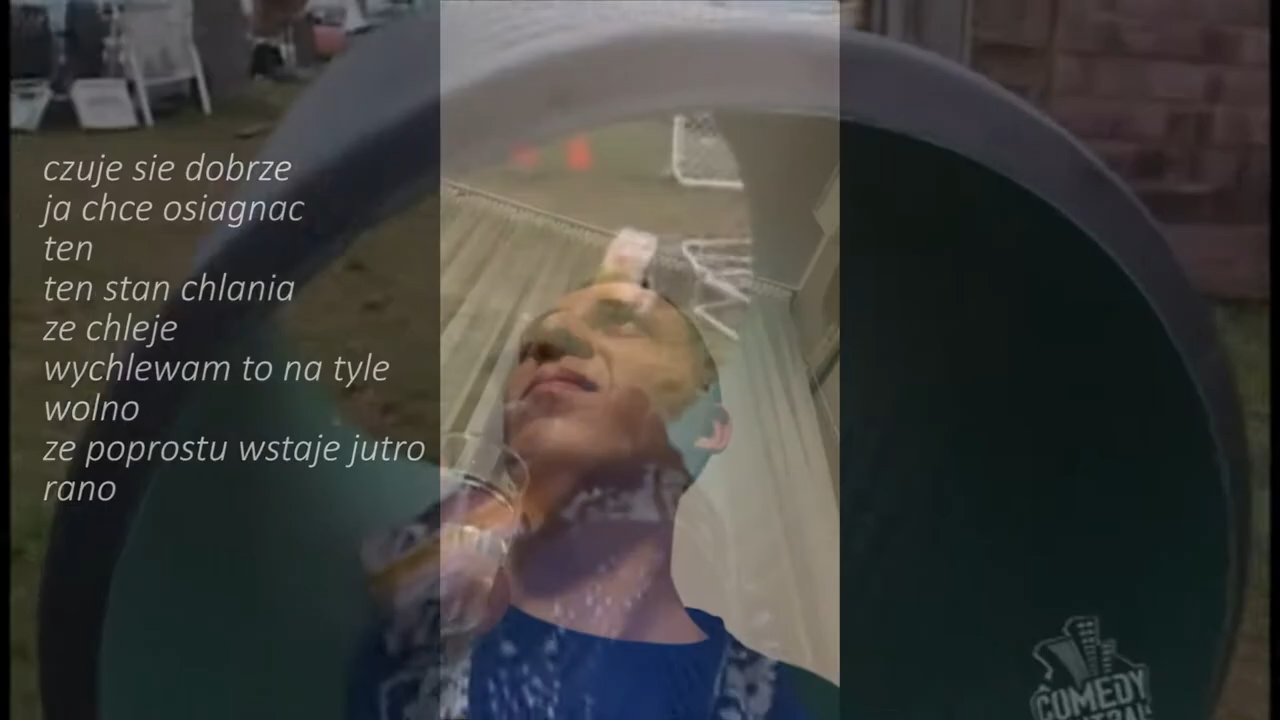 czuje sie dobrze
ja chce osiagnac
ten
ten stan chlania
ze chleje
wychlewam to na tyle
wolno
ze poprostu wstaje jutro
rano
COMEDY